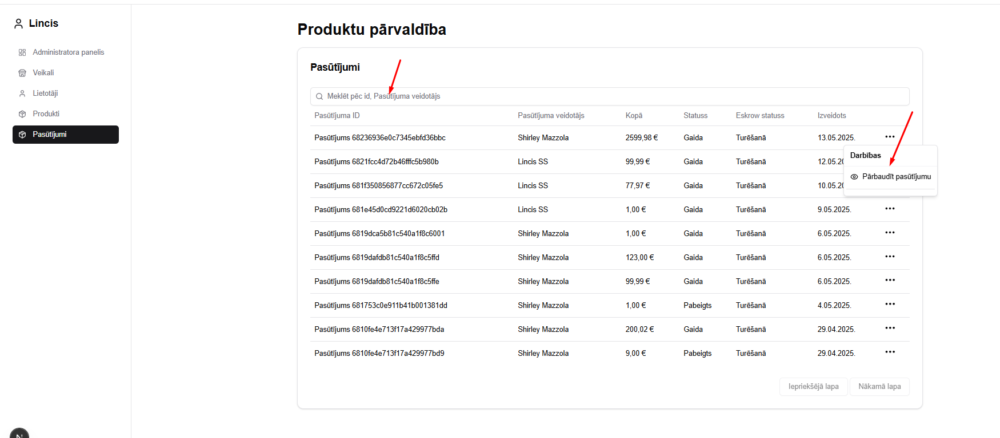 Lincis
Administratora panelis
Veikali
Lietotāji
Produkti
Pasūtījumi
Produktu pārvaldība
Pasūtījumi
Meklēt pēc id, Pasūtījuma veidotājs
Pasūtījuma ID Pasūtījuma veidotājs Kopā Statuss Eskrow statuss Izveidots
Pasūtījums 68236936e0c7345ebfd36bbc Shirley Mazzola 2599,98 € Gaida Turēšanā 13.05.2025.
Pasūtījums 6821fcc4d72b46fffc5b980b Lincis SS 99,99 € Gaida Turēšanā 12.05.20
Pasūtījums 681f350856877cc672c05fe5 Lincis SS 77,97 € Gaida Turēšanā 10.05.20
Darbības
Pārbaudīt pasūtījumu
Pasūtījums 681e45d0cd9221d6020cb02b Lincis SS 1,00 € Gaida Turēšanā 9.05.2025.
Pasūtījums 6819dca5b81c540a1f8c6001 Shirley Mazzola 1,00 € Gaida Turēšanā 6.05.2025.
Pasūtījums 6819dafdb81c540a1f8c5ffd Shirley Mazzola 123,00 € Gaida Turēšanā 6.05.2025.
Pasūtījums 6819dafdb81c540a1f8c5ffe Shirley Mazzola 99,99 € Gaida Turēšanā 6.05.2025.
Pasūtījums 681753c0e911b41b001381dd Shirley Mazzola 1,00 € Pabeigts Turēšanā 4.05.2025.
Pasūtījums 6810fe4e713f17a429977bda Shirley Mazzola 200,02 € Gaida Turēšanā 29.04.2025.
Pasūtījums 6810fe4e713f17a429977bd9 Shirley Mazzola 9,00 € Pabeigts Turēšanā 29.04.2025.
Iepriekšējā lapa Nākamā lapa